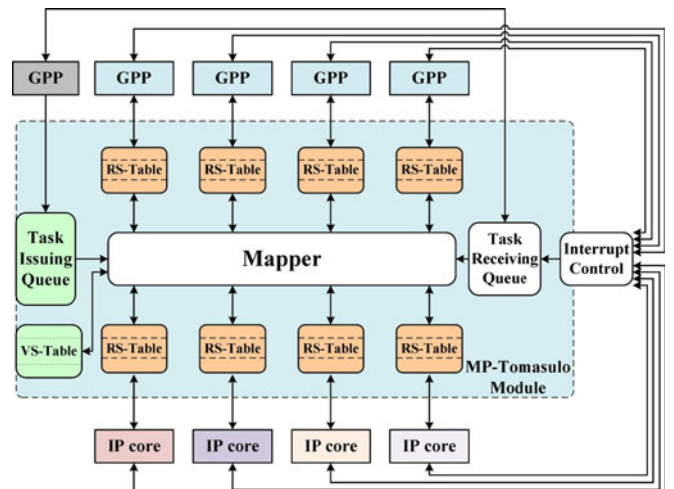 GPP
GPP
GPP
GPP
GPP
RS-Table
RS-Table
RS-Table
RS-Table
Task
Issuing
Queue
Mapper
Task
Receiving
Queue
Interrupt
Control
VS-Table
RS-Table
RS-Table
RS-Table
RS-Table
MP-Tomasulo
Module
IP core
IP core
IP core
IP core